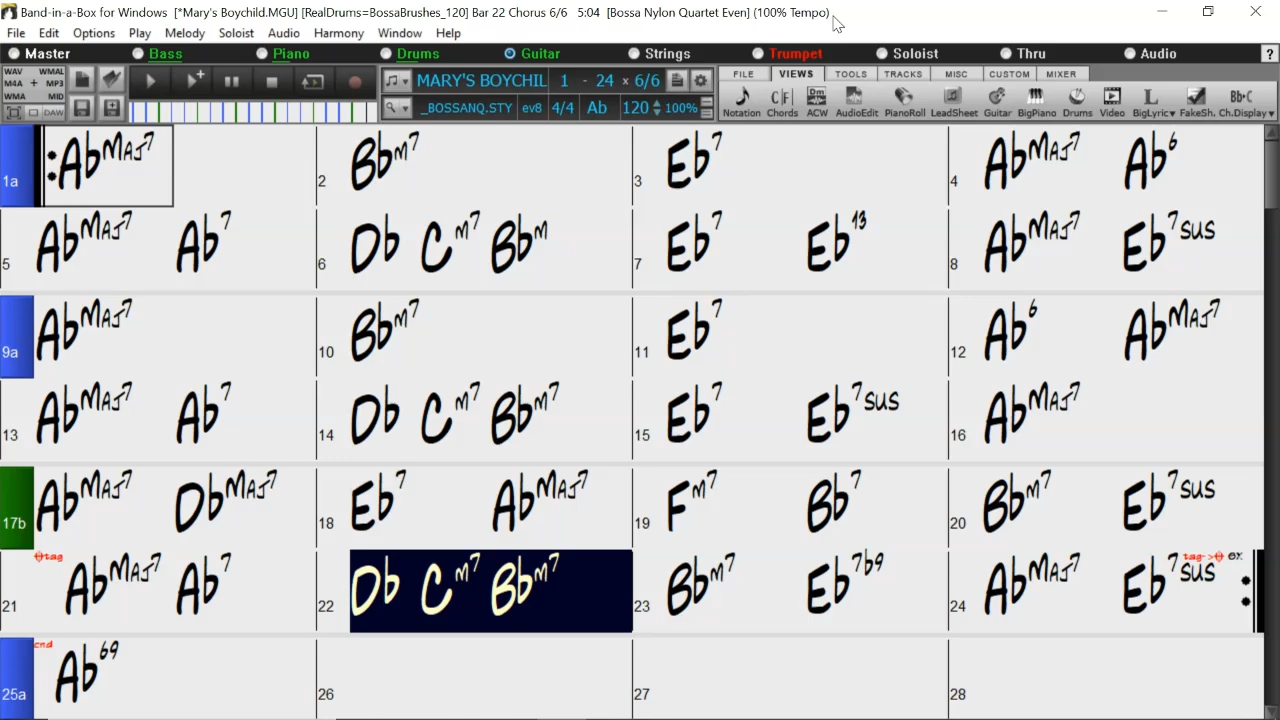 Band-in-a-Box for Windows [*Mary's Boychild.MGU] [RealDrums=BossaBrushes_120] Bar 22 Chorus 6/6 5:04 [Bossa Nylon Quartet Even] (100% Tempo)
File Edit Options Play Melody Soloist Audio Harmony Window Help
Master Bass Piano Drums Guitar Strings Trumpet Soloist Thru Audio ?
WAV WMAL
M4A + MP3
WMA MID
DAW
MARY'S BOYCHIL 1 - 24 x 6/6
_BOSSANQ.STY ev8 4/4 Ab 120 100%
FILE VIEWS TOOLS TRACKS MISC CUSTOM MIXER
Notation Chords ACW AudioEdit PianoRoll LeadSheet Guitar BigPiano Drums Video BigLyric FakeSh. Ch.Display
1a AbMAJ7 2 Bbm7 3 Eb7 4 AbMAJ7 Ab6
5 AbMAJ7 Ab7 6 Db Cm7 Bbm 7 Eb7 Eb13 8 AbMAJ7 Eb7sus
9a AbMAJ7 10 Bbm7 11 Eb7 12 Ab6 AbMAJ7
13 AbMAJ7 Ab7 14 Db Cm7 Bbm7 15 Eb7 Eb7sus 16 AbMAJ7
17b AbMAJ7 DbMAJ7 18 Eb7 AbMAJ7 19 Fm7 Bb7 20 Bbm7 Eb7sus
tag tag-> ex
21 AbMAJ7 Ab7 22 Db Cm7 Bbm7 23 Bbm7 Eb7b9 24 AbMAJ7 Eb7sus
end
25a Ab69 26 27 28